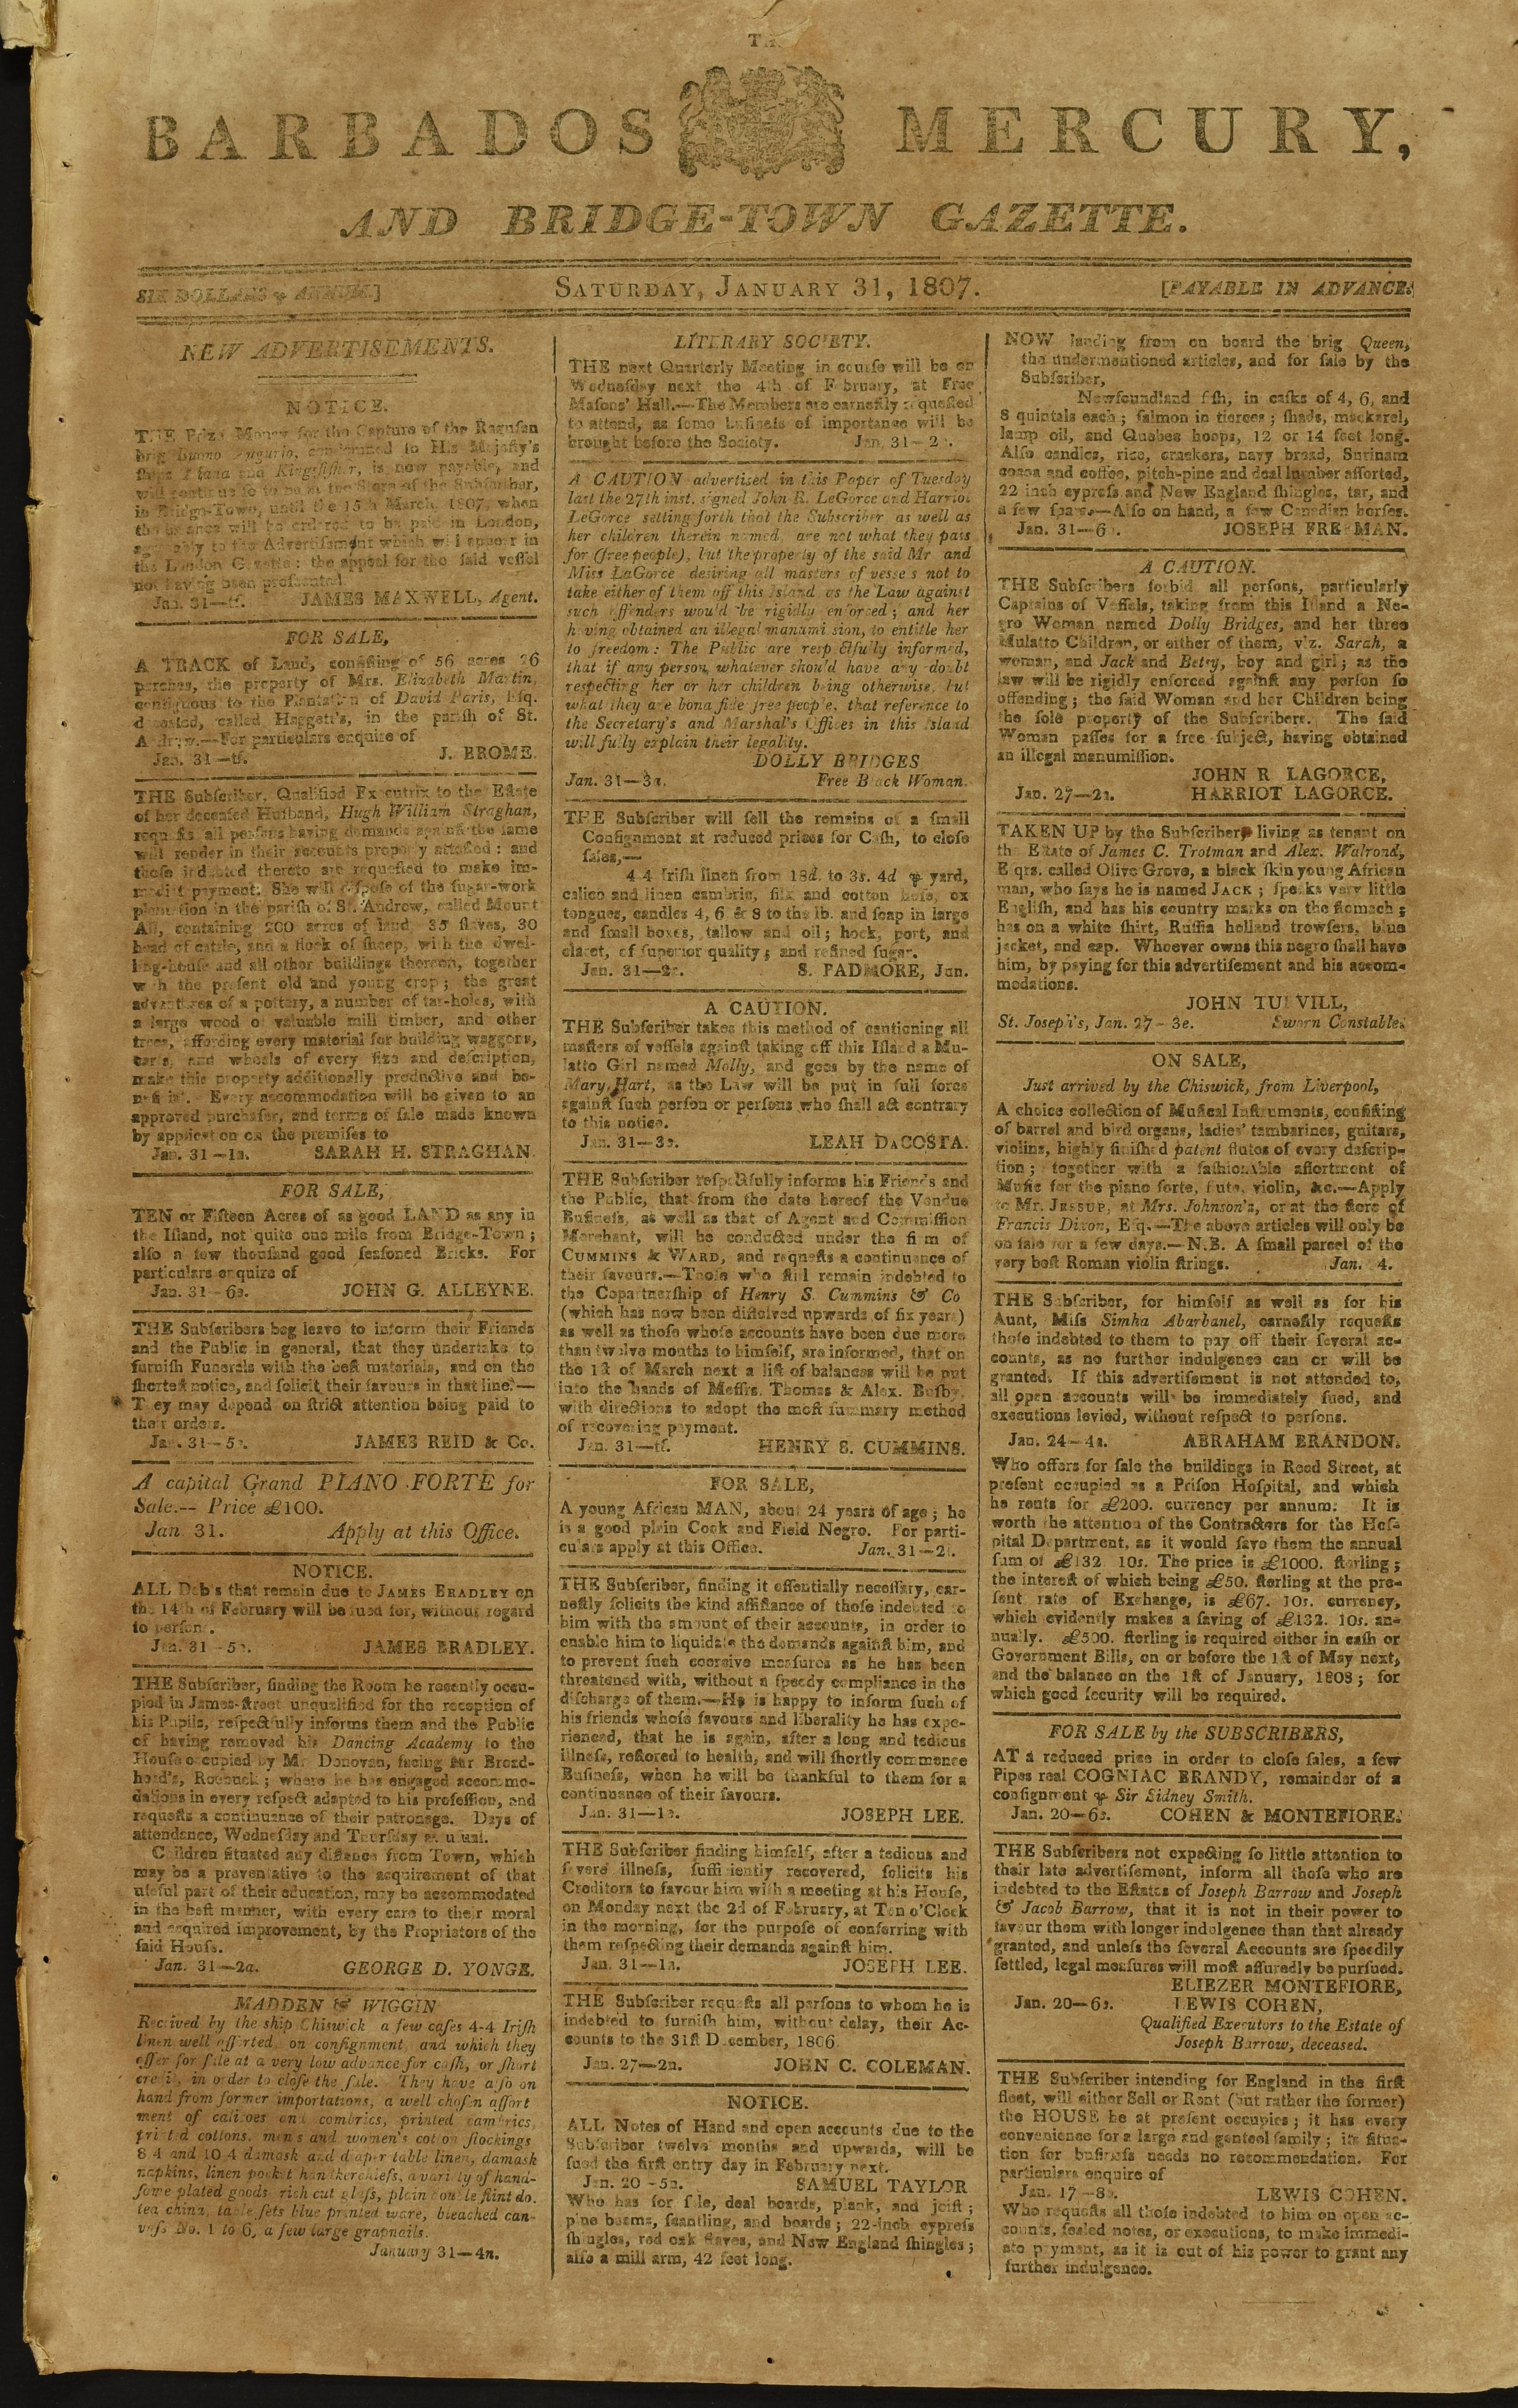 THE
BARBADOS MERCURY,
AND BRIDGE-TOWN GAZETTE.
SIX DOLLARS ⅌ ANNUM.]
SATURDAY, JANUARY 31, 1807.
[PAYABLE IN ADVANCE.
NEW ADVERTISEMENTS.
NOTICE.
THE Prize Money for the Capture of the Ragusan
brig Buono Augurio, condemned to His Majeſty's
ſhips Diana and Kingsfiſher, is now payable, and
will continue ſo to be at the Store of the Subſcriber,
in Bridge-Town, until the 15th March, 1807, when
the balance will be ordered to be paid in London,
agreeably to the Advertiſement which will appear in
the London Gazette: the appeal for the ſaid veſſel
not having been proſecuted.
Jan. 31—tf. JAMES MAXWELL, Agent.
FOR SALE,
A TRACK of Land, conſiſting of 56 acres 26
perches, the property of Mrs. Elizabeth Martin,
contiguous to the Plantation of David Paris, Eſq.
deceaſed, called Haggett's, in the pariſh of St.
Andrew.—For particulars enquire of
Jan. 31—tf. J. BROME.
THE Subſcriber, Qualified Executrix to the Eſtate
of her deceaſed Huſband, Hugh William Straghan,
requeſts all perſons having demands againſt the ſame
will render in their accounts properly atteſted: and
thoſe indebted thereto are requeſted to make im-
mediate payment. She will diſpoſe of the ſugar-work
plantation in the pariſh of St. Andrew, called Mount
All, containing 200 acres of land, 35 ſlaves, 30
head of cattle, and a flock of ſheep, with the dwel-
ling-houſe and all other buildings thereon, together
with the preſent old and young crop; the great
advantages of a pottery, a number of tar-holes, with
a large wood of valuable mill timber, and other
trees, affording every material for building waggons,
carts, and wheels of every ſize and deſcription,
make this property additionally productive and be-
neficial. Every accommodation will be given to an
approved purchaſer, and terms of ſale made known
by application on the premiſes to
Jan. 31—1a. SARAH H. STRAGHAN.
FOR SALE,
TEN or Fifteen Acres of as good LAND as any in
the Iſland, not quite one mile from Bridge-Town;
alſo a few thouſand good ſeaſoned Bricks. For
particulars enquire of
Jan. 31—6a. JOHN G. ALLEYNE.
THE Subſcribers beg leave to inform their Friends
and the Public in general, that they undertake to
furniſh Funerals with the beſt materials, and on the
ſhorteſt notice, and ſolicit their favours in that line.—
They may depend on ſtrict attention being paid to
their orders.
Jan. 31—5a. JAMES REID & Co.
A capital Grand PIANO FORTE for
Sale.-- Price £100.
Jan 31. Apply at this Office.
NOTICE.
ALL Debts that remain due to JAMES BRADLEY on
the 14th of February will be ſued for, without regard
to perſons.
Jan. 31—5a. JAMES BRADLEY.
THE Subſcriber, finding the Room he recently occu-
pied in James-ſtreet unqualified for the reception of
his Pupils, reſpectfully informs them and the Public
of having removed his Dancing Academy to the
Houſe occupied by Mr Donovan, facing Mr Broad-
head's, Roebuck; where he has engaged accommo-
dations in every reſpect adapted to his profeſſion, and
requeſts a continuance of their patronage. Days of
attendance, Wedneſday and Thurſday as uſual.
Children ſituated any diſtance from Town, which
may be a preventative to the acquirement of that
uſeful part of their education, may be accommodated
in the beſt manner, with every care to their moral
and acquired improvement, by the Proprietors of the
ſaid Houſe.
Jan. 31—2a. GEORGE D. YONGE.
MADDEN & WIGGIN
Received by the ship Chiswick a few caſes 4-4 Iriſh
linen well aſſorted, on conſignment, and which they
offer for ſale at a very low advance for caſh, or ſhort
credit, in order to cloſe the ſale. They have alſo on
hand from former importations, a well choſen aſſort
ment of calicoes and combrics, printed cambrics,
printed cottons, men's and women's cotton ſtockings
8 4 and 10 4 damask and diaper table linen, damask
napkins, linen pocket handkerchiefs, a variety of hand-
ſome plated goods, rich cut glaſs, plain double flint do.
tea china, table ſets blue printed ware, bleached can-
vaſs No. 1 to 6, a few large grapnails.
January 31—4n.
LITERARY SOCIETY.
THE next Quarterly Meeting in courſe will be on
Wedneſday next the 4th of February, at Free
Maſons' Hall.—The Members are earneſtly requeſted
to attend, as ſome buſineſs of importance will be
brought before the Society. Jan. 31—2a.
A CAUTION advertised in this Paper of Tuesday
last the 27th inst. signed John R. LeGorce and Harriot
LeGorce setting forth that the Subscriber as well as
her children therein named, are not what they paſs
for (free people), but the property of the said Mr and
Miss LaGorce desiring all masters of veſſels not to
take either of them off this Island as the Law against
such offenders would be rigidly enforced; and her
having obtained an illegal manumission, to entitle her
to freedom: The Public are respectfully informed,
that if any person whatever should have any doubt
respecting her or her children being otherwise, but
what they are bona fide free people, that reference to
the Secretary's and Marshal's Offices in this Island
will fully explain their legality.
DOLLY BRIDGES
Jan. 31—3a. Free Black Woman.
THE Subſcriber will ſell the remains of a ſmall
Conſignment at reduced prices for Caſh, to cloſe
ſales,—
4-4 Iriſh linen from 18d. to 3s. 4d ⅌ yard,
calico and linen cambric, ſilk and cotton hoſe, ox
tongues, candles 4, 6 & 8 to the lb. and ſoap in large
and ſmall boxes, tallow and oil; hock, port, and
claret, of ſuperior quality; and refined ſugar.
Jan. 31—2a. S. PADMORE, Jun.
A CAUTION.
THE Subſcriber takes this method of cautioning all
maſters of veſſels againſt taking off this Iſland a Mu-
latto Girl named Molly, and goes by the name of
Mary Hart, as the Law will be put in full force
againſt ſuch perſon or perſons who ſhall act contrary
to this notice.
Jan. 31—3a. LEAH DACOSTA.
THE Subſcriber reſpectfully informs his Friends and
the Public, that from the date hereof the Vendue
Buſineſs, as well as that of Agent and Commiſſion
Merchant, will be conducted under the firm of
CUMMINS & WARD, and requeſts a continuance of
their favours.—Thoſe who ſtill remain indebted to
the Copartnerſhip of Henry S. Cummins & Co
(which has now been diſſolved upwards of ſix years)
as well as thoſe whoſe accounts have been due more
than twelve months to himſelf, are informed, that on
the 1ſt of March next a liſt of balances will be put
into the hands of Meſſrs. Thomas & Alex. Buſby,
with directions to adopt the moſt ſummary method
of recovering payment.
Jan. 31—tf. HENRY S. CUMMINS.
FOR SALE,
A young African MAN, about 24 years of age; he
is a good plain Cook and Field Negro. For parti-
culars apply at this Office. Jan. 31—2a.
THE Subſcriber, finding it eſſentially neceſſary, ear-
neſtly ſolicits the kind aſſiſtance of thoſe indebted to
him with the amount of their accounts, in order to
enable him to liquidate the demands againſt him, and
to prevent ſuch coercive meaſures as he has been
threatened with, without a ſpeedy compliance in the
diſcharge of them.—He is happy to inform ſuch of
his friends whoſe favours and liberality he has expe-
rienced, that he is again, after a long and tedious
illneſs, reſtored to health, and will ſhortly commence
Buſineſs, when he will be thankful to them for a
continuance of their favours.
Jan. 31—1a. JOSEPH LEE.
THE Subſcriber finding himſelf, after a tedious and
ſevere illneſs, ſufficiently recovered, ſolicits his
Creditors to favour him with a meeting at his Houſe,
on Monday next the 2d of February, at Ten o'Clock
in the morning, for the purpoſe of conferring with
them reſpecting their demands againſt him.
Jan. 31—1a. JOSEPH LEE.
THE Subſcriber requeſts all perſons to whom he is
indebted to furniſh him, without delay, their Ac-
counts to the 31ſt December, 1806.
Jan. 27—2n. JOHN C. COLEMAN.
NOTICE.
ALL Notes of Hand and open accounts due to the
Subſcriber twelve months and upwards, will be
ſued the firſt entry day in February next.
Jan. 20—5a. SAMUEL TAYLOR
Who has for ſale, deal boards, plank, and joiſt;
pine beams, ſcantling, and boards; 22-inch cypreſs
ſhingles, red oak ſtaves, and New England ſhingles;
alſo a mill arm, 42 feet long.
NOW landing from on board the brig Queen,
the undermentioned articles, and for ſale by the
Subſcriber,
Newfoundland fiſh, in caſks of 4, 6, and
8 quintals each; ſalmon in tierces; ſhads, mackarel,
lamp oil, and Quebec hoops, 12 or 14 feet long.
Alſo candles, rice, crackers, navy bread, Surinam
cocoa and coffee, pitch-pine and deal lumber aſſorted,
22 inch cypreſs and New England ſhingles, tar, and
a few ſpars.—Alſo on hand, a few Canadian horſes.
Jan. 31—6a. JOSEPH FREEMAN.
A CAUTION.
THE Subſcribers forbid all perſons, particularly
Captains of Veſſels, taking from this Iſland a Ne-
gro Woman named Dolly Bridges, and her three
Mulatto Children, or either of them, viz. Sarah, a
woman, and Jack and Betsy, boy and girl; as the
law will be rigidly enforced againſt any perſon ſo
offending; the ſaid Woman and her Children being
the ſole property of the Subſcribers. The ſaid
Woman paſſes for a free ſubject, having obtained
an illegal manumiſſion.
JOHN R LAGORCE,
Jan. 27—2a. HARRIOT LAGORCE.
TAKEN UP by the Subſcriber, living as tenant on
the Eſtate of James C. Trotman and Alex. Walrond,
Eſqrs. called Olive Grove, a black ſkin young African
man, who ſays he is named JACK; ſpeaks very little
Engliſh, and has his country marks on the ſtomach;
has on a white ſhirt, Ruſſia holland trowſers, blue
jacket, and cap. Whoever owns this negro ſhall have
him, by paying for this advertiſement and his accom-
modations.
JOHN TULVILL,
St. Joſeph's, Jan. 27—3e. Sworn Constable.
ON SALE,
Just arrived by the Chiswick, from Liverpool,
A choice collection of Muſical Inſtruments, conſiſting
of barrel and bird organs, ladies' tambarines, guitars,
violins, highly finiſhed patent flutes of every deſcrip-
tion; together with a faſhionable aſſortment of
Muſic for the piano forte, flute, violin, &c.—Apply
to Mr. JESSUP, at Mrs. Johnson's, or at the ſtore of
Francis Dixon, Eſq.—The above articles will only be
on ſale for a few days.—N.B. A ſmall parcel of the
very beſt Roman violin ſtrings. Jan. 4.
THE Subſcriber, for himſelf as well as for his
Aunt, Miſs Simha Abarbanel, earneſtly requeſts
thoſe indebted to them to pay off their ſeveral ac-
counts, as no further indulgence can or will be
granted. If this advertiſement is not attended to,
all open accounts will be immediately ſued, and
executions levied, without reſpect to perſons.
Jan. 24—4a. ABRAHAM BRANDON.
Who offers for ſale the buildings in Reed Street, at
preſent occupied as a Priſon Hoſpital, and which
he rents for £200. currency per annum. It is
worth the attention of the Contractors for the Hoſ-
pital Department, as it would ſave them the annual
ſum of £132 10s. The price is £1000. ſterling;
the intereſt of which being £50. ſterling at the pre-
ſent rate of Exchange, is £67. 10s. currency,
which evidently makes a ſaving of £132. 10s. an-
nually. £500. ſterling is required either in caſh or
Government Bills, on or before the 1ſt of May next,
and the balance on the 1ſt of January, 1808; for
which good ſecurity will be required.
FOR SALE by the SUBSCRIBERS,
AT a reduced price in order to cloſe ſales, a few
Pipes real COGNIAC BRANDY, remainder of a
conſignment ⅌ Sir Sidney Smith.
Jan. 20—6a. COHEN & MONTEFIORE.
THE Subſcribers not expecting ſo little attention to
their late advertiſement, inform all thoſe who are
indebted to the Eſtates of Joseph Barrow and Joseph
& Jacob Barrow, that it is not in their power to
favour them with longer indulgence than that already
granted, and unleſs the ſeveral Accounts are ſpeedily
ſettled, legal meaſures will moſt aſſuredly be purſued.
ELIEZER MONTEFIORE,
Jan. 20—6a. LEWIS COHEN,
Qualified Executors to the Estate of
Joseph Barrow, deceased.
THE Subſcriber intending for England in the firſt
fleet, will either Sell or Rent (but rather the former)
the HOUSE he at preſent occupies; it has every
convenience for a large and genteel family; its ſitua-
tion for buſineſs needs no recommendation. For
particulars enquire of
Jan. 17—8a. LEWIS COHEN.
Who requeſts all thoſe indebted to him on open ac-
counts, ſealed notes, or executions, to make immedi-
ate payment, as it is out of his power to grant any
further indulgence.